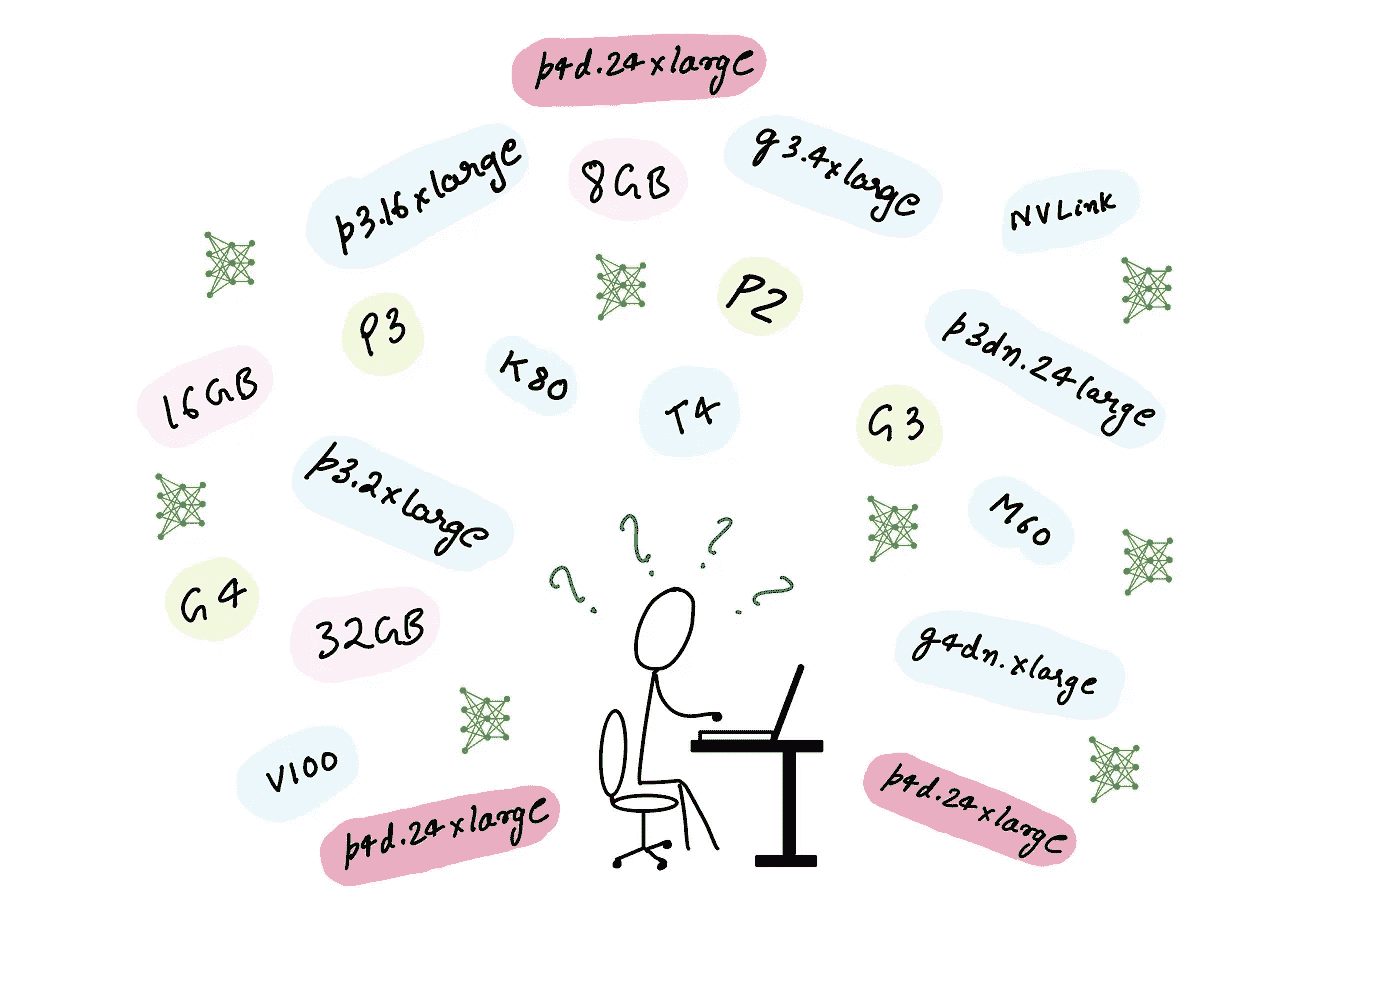 p4d.24xlarge
p3.16xlarge
8GB
g3.4xlarge
NVLink
P3
P2
16GB
K80
T4
p3dn.24large
G3
p3.2xlarge
M60
? ? ? ?
G4
32GB
g4dn.xlarge
V100
p4d.24xlarge
p4d.24xlarge